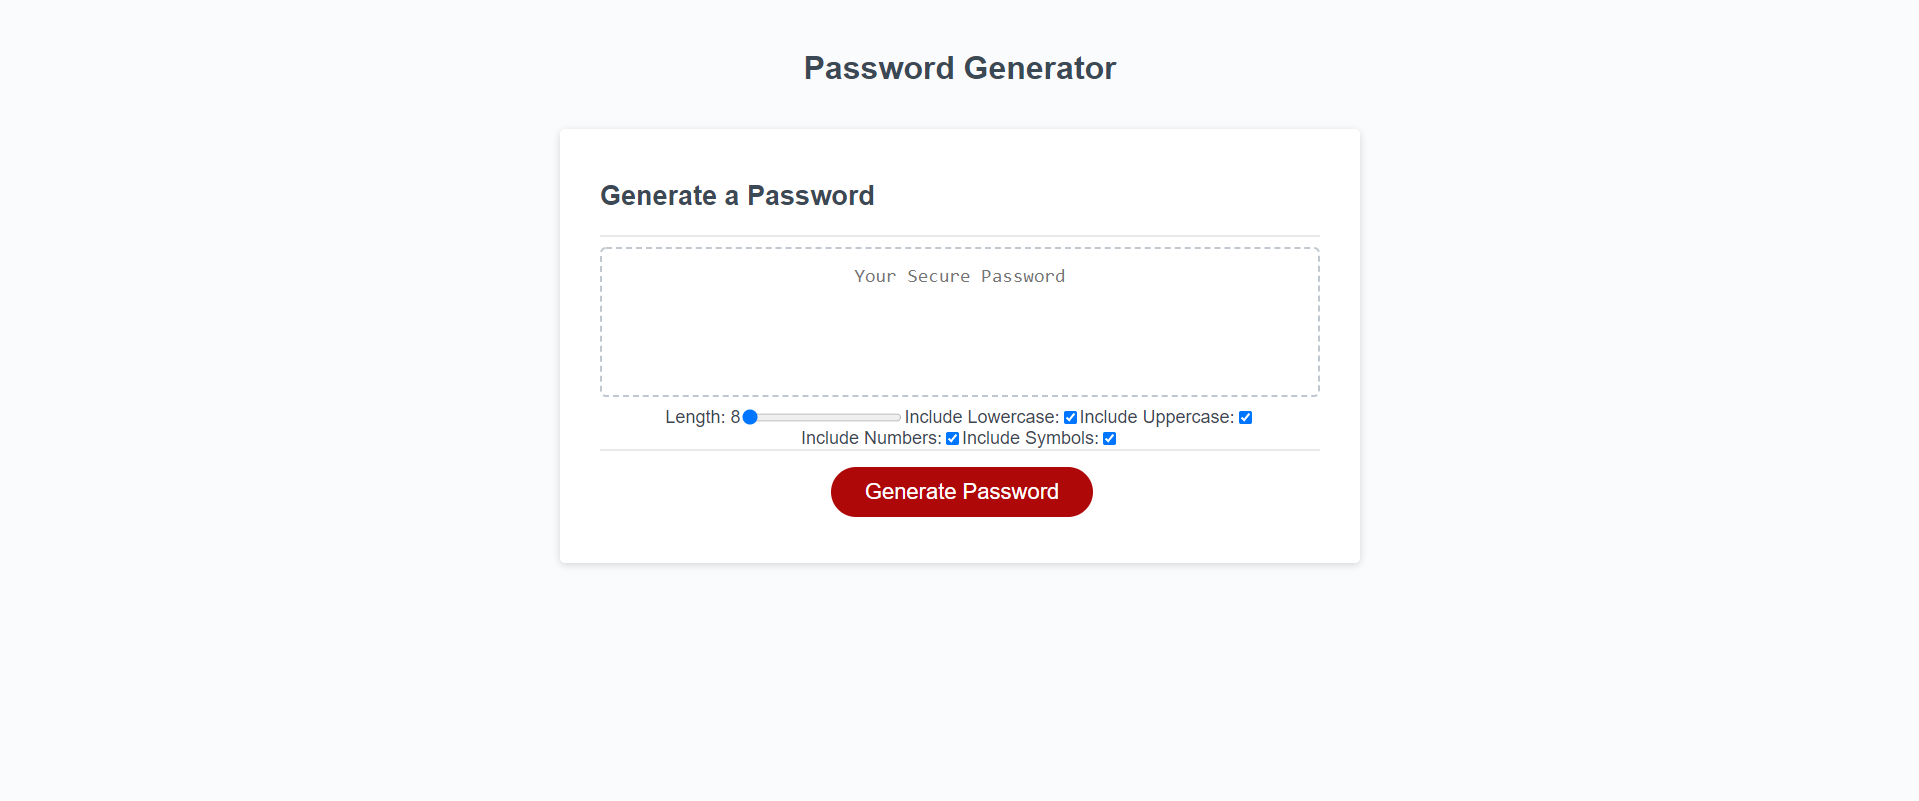 Password Generator
Generate a Password
Your Secure Password
Length: 8 Include Lowercase: Include Uppercase:
Include Numbers: Include Symbols:
Generate Password